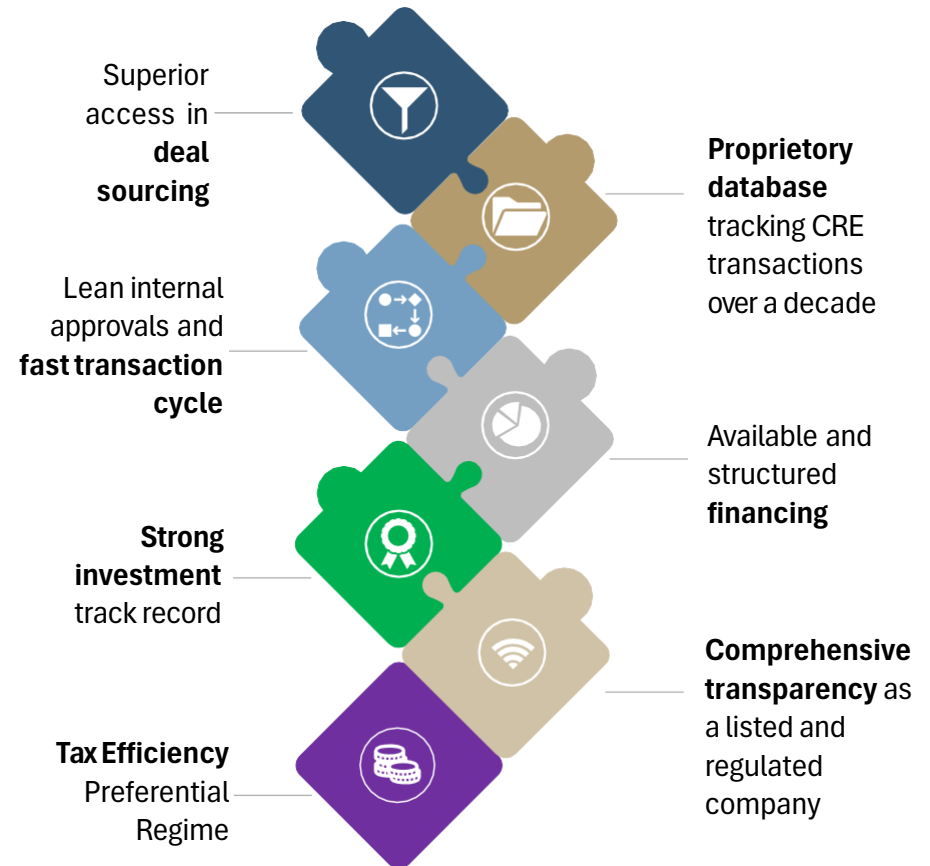 Superior
access in
deal
sourcing
Proprietory
database
tracking CRE
transactions
over a decade
Lean internal
approvals and
fast transaction
cycle
Available and
structured
financing
Strong
investment
track record
Comprehensive
transparency as
a listed and
regulated
company
Tax Efficiency
Preferential
Regime